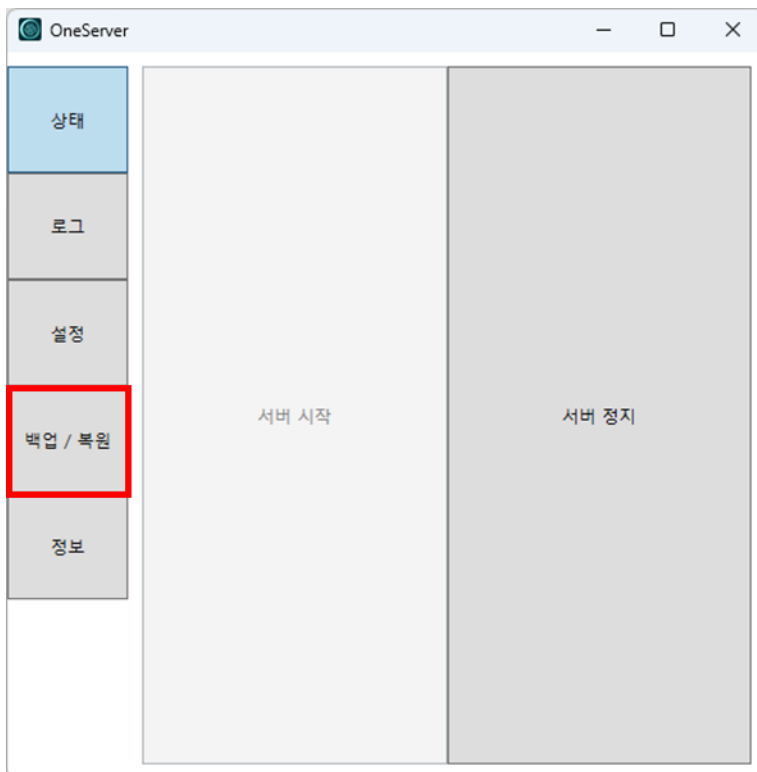 OneServer
상태
로그
설정
백업 / 복원
정보
서버 시작
서버 정지